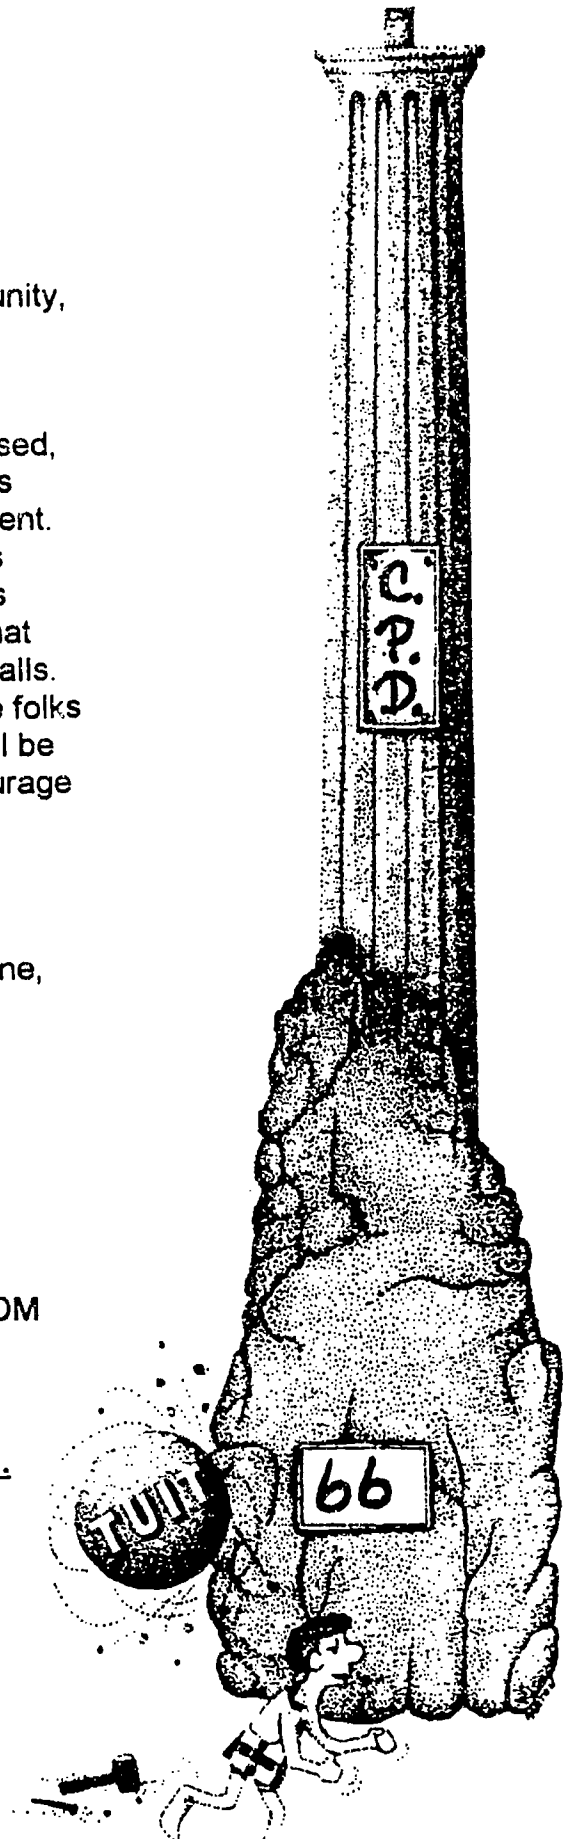 unity,
sed,
s
ent.
s
s
hat
alls.
e folks
l be
urage
C.
P.
D.
ne,
OM
.
TUIT
66